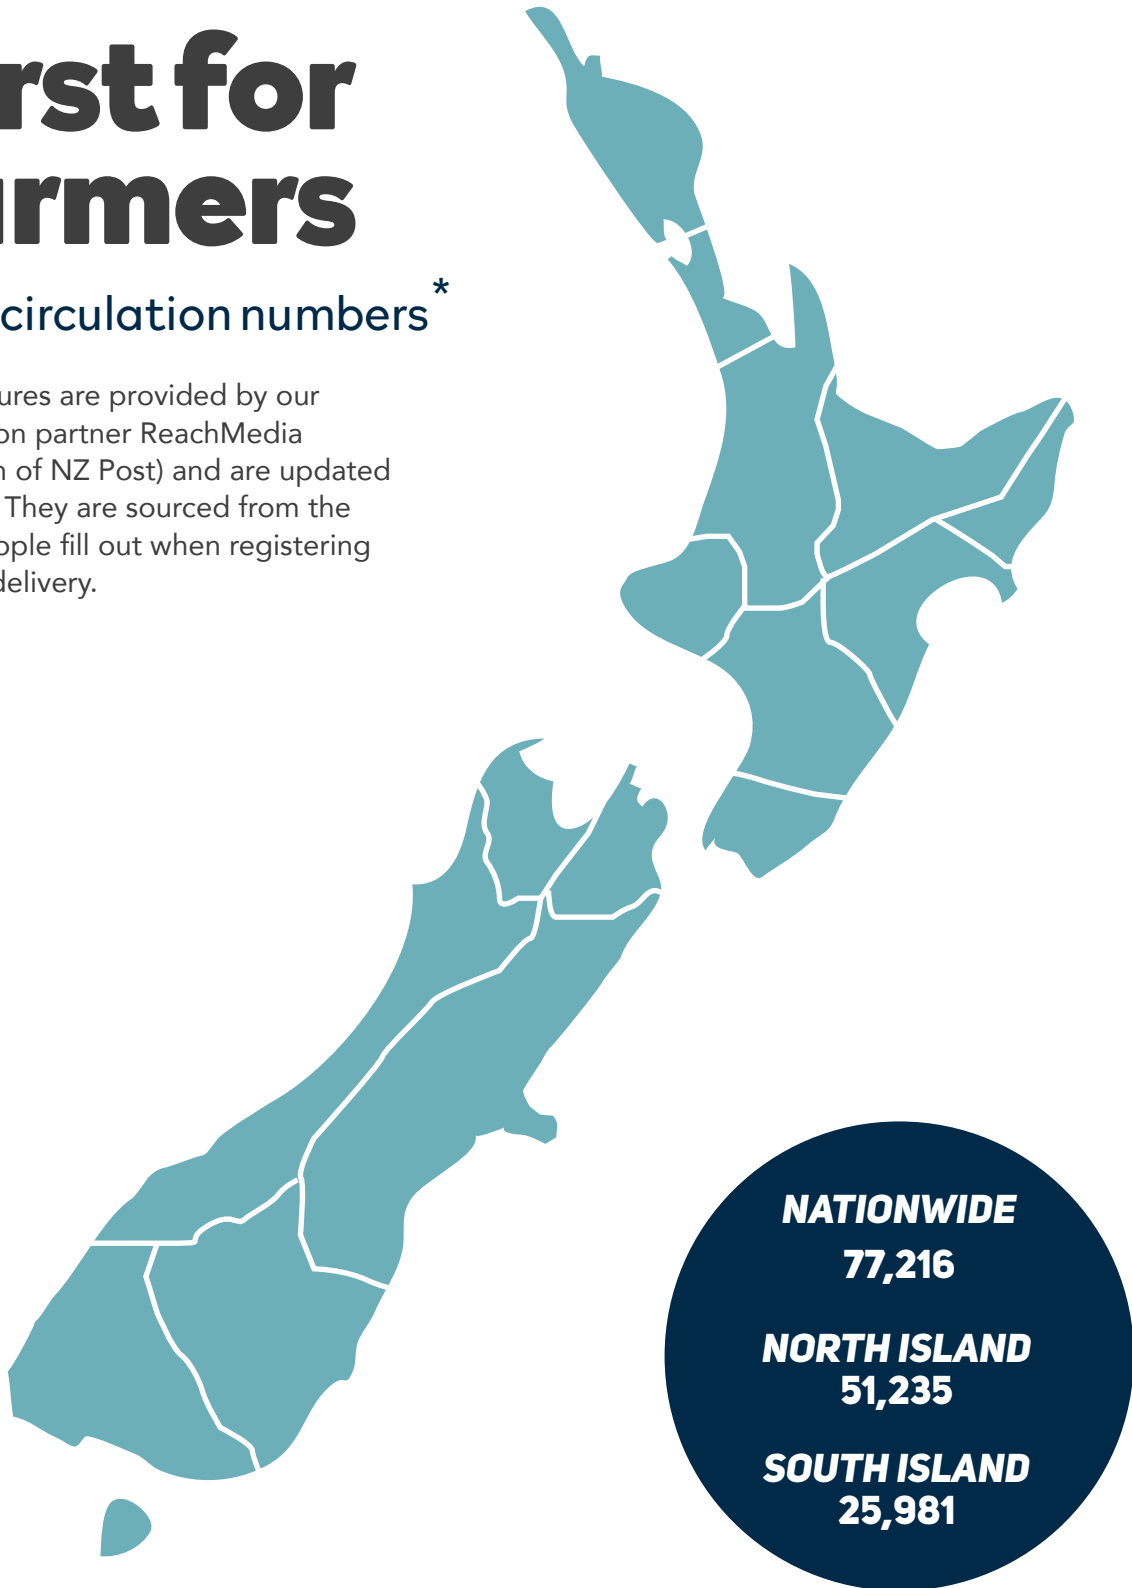 rst for
rmers
circulation numbers*
ures are provided by our
on partner ReachMedia
n of NZ Post) and are updated
They are sourced from the
ople fill out when registering
delivery.
NATIONWIDE
77,216
NORTH ISLAND
51,235
SOUTH ISLAND
25,981